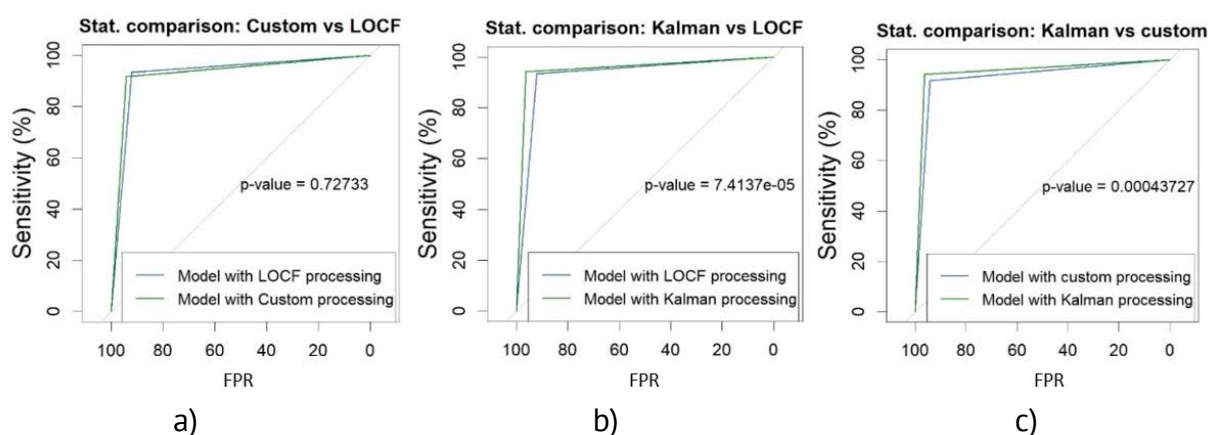 Stat. comparison: Custom vs LOCF
Sensitivity (%)
100
80
60
40
20
0
p-value = 0.72733
Model with LOCF processing
Model with Custom processing
100 80 60 40 20 0
FPR
a)
Stat. comparison: Kalman vs LOCF
Sensitivity (%)
100
80
60
40
20
0
p-value = 7.4137e-05
Model with LOCF processing
Model with Kalman processing
100 80 60 40 20 0
FPR
b)
Stat. comparison: Kalman vs custom
Sensitivity (%)
100
80
60
40
20
0
p-value = 0.00043727
Model with custom processing
Model with Kalman processing
100 80 60 40 20 0
FPR
c)